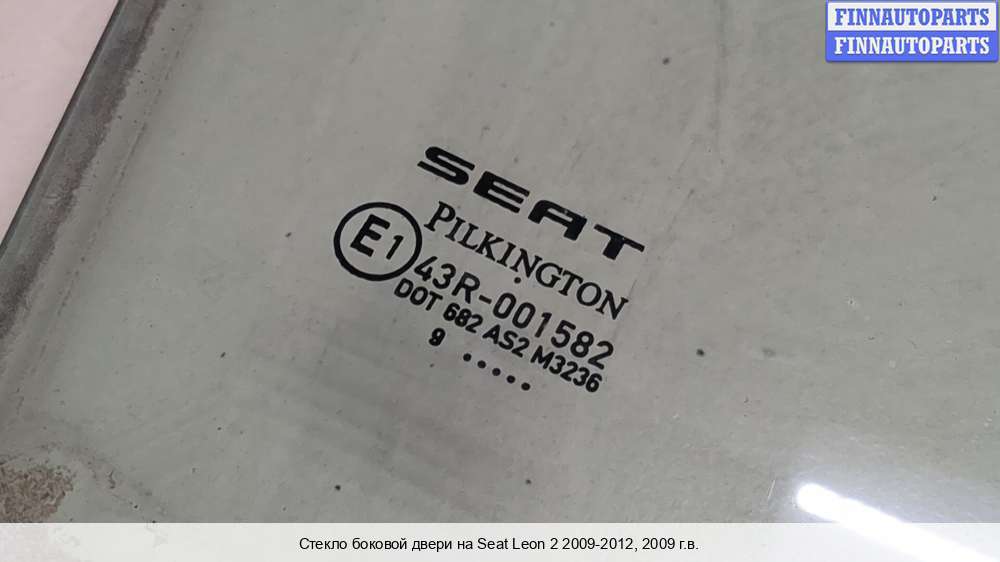 FINNAUTOPARTS
FINNAUTOPARTS
SEAT
PILKINGTON
E1
43R-001582
DOT 682 AS2 M3236
9 .....
Стекло боковой двери на Seat Leon 2 2009-2012, 2009 г.в.